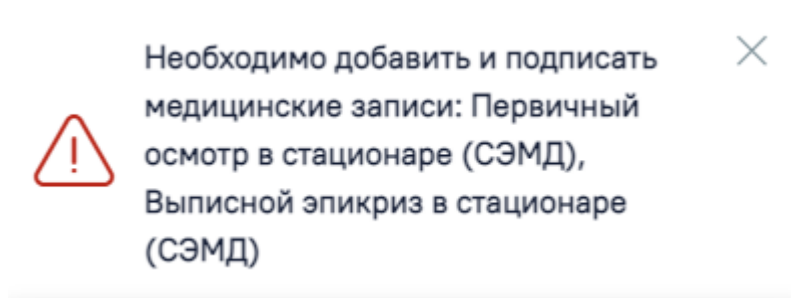 Необходимо добавить и подписать
медицинские записи: Первичный
осмотр в стационаре (СЭМД),
Выписной эпикриз в стационаре
(СЭМД)